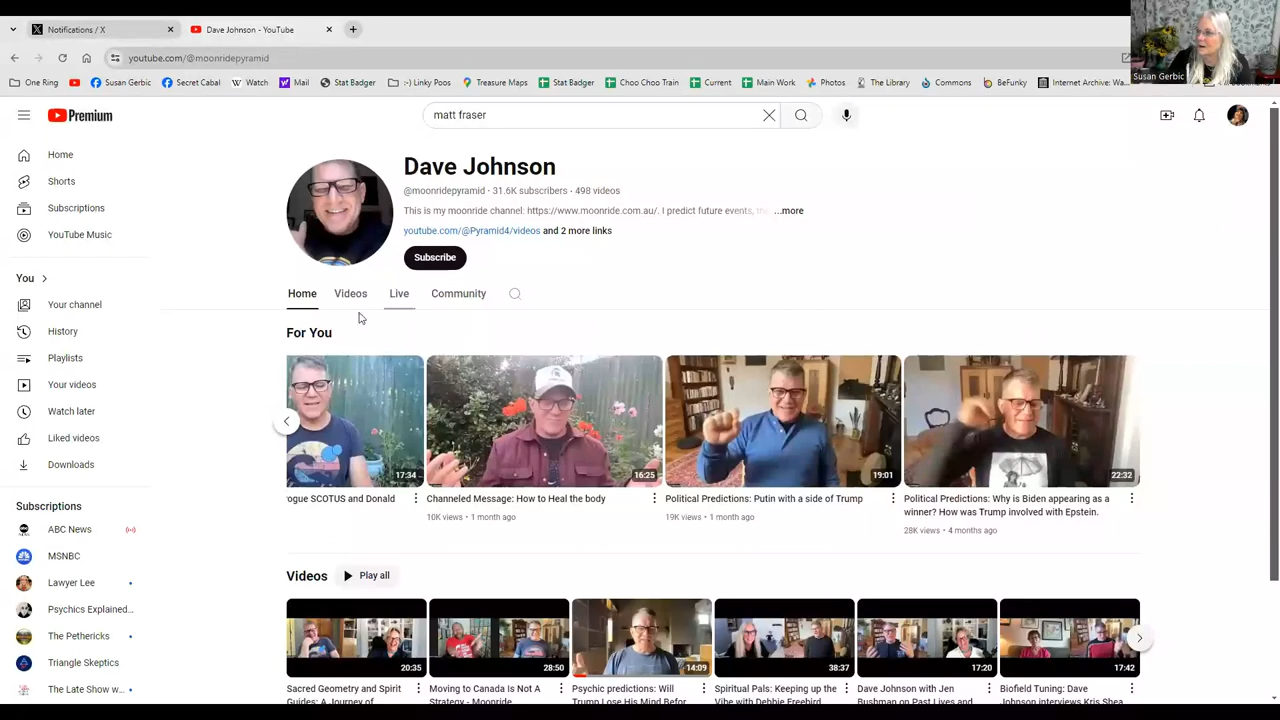 Notifications / X
Dave Johnson - YouTube
youtube.com/@moonridepyramid
Susan Gerbic
One Ring
Susan Gerbic
Secret Cabal
Watch
Mail
Stat Badger
:-) Linky Poos
Treasure Maps
Stat Badger
Choo Choo Train
Current
Main Work
Photos
The Library
Commons
BeFunky
Internet Archive: Wa...
Premium
matt fraser
Home
Shorts
Subscriptions
YouTube Music
You
Your channel
History
Playlists
Your videos
Watch later
Liked videos
Downloads
Subscriptions
ABC News
MSNBC
Lawyer Lee
Psychics Explained...
The Pethericks
Triangle Skeptics
The Late Show w...
Dave Johnson
@moonridepyramid · 31.6K subscribers · 498 videos
This is my moonride channel: https://www.moonride.com.au/. I predict future events, ...more
youtube.com/@Pyramid4/videos and 2 more links
Subscribe
Home
Videos
Live
Community
For You
17:34
ogue SCOTUS and Donald
16:25
Channeled Message: How to Heal the body
10K views · 1 month ago
19:01
Political Predictions: Putin with a side of Trump
19K views · 1 month ago
22:32
Political Predictions: Why is Biden appearing as a
winner? How was Trump involved with Epstein.
28K views · 4 months ago
Videos
Play all
20:35
Sacred Geometry and Spirit
Guides: A Journey of
28:50
Moving to Canada Is Not A
Strategy - Moonride
14:09
Psychic predictions: Will
Trump Lose His Mind Befor
38:37
Spiritual Pals: Keeping up the
Vibe with Debbie Freebird
17:20
Dave Johnson with Jen
Bushman on Past Lives and
17:42
Biofield Tuning: Dave
Johnson interviews Kris Shea